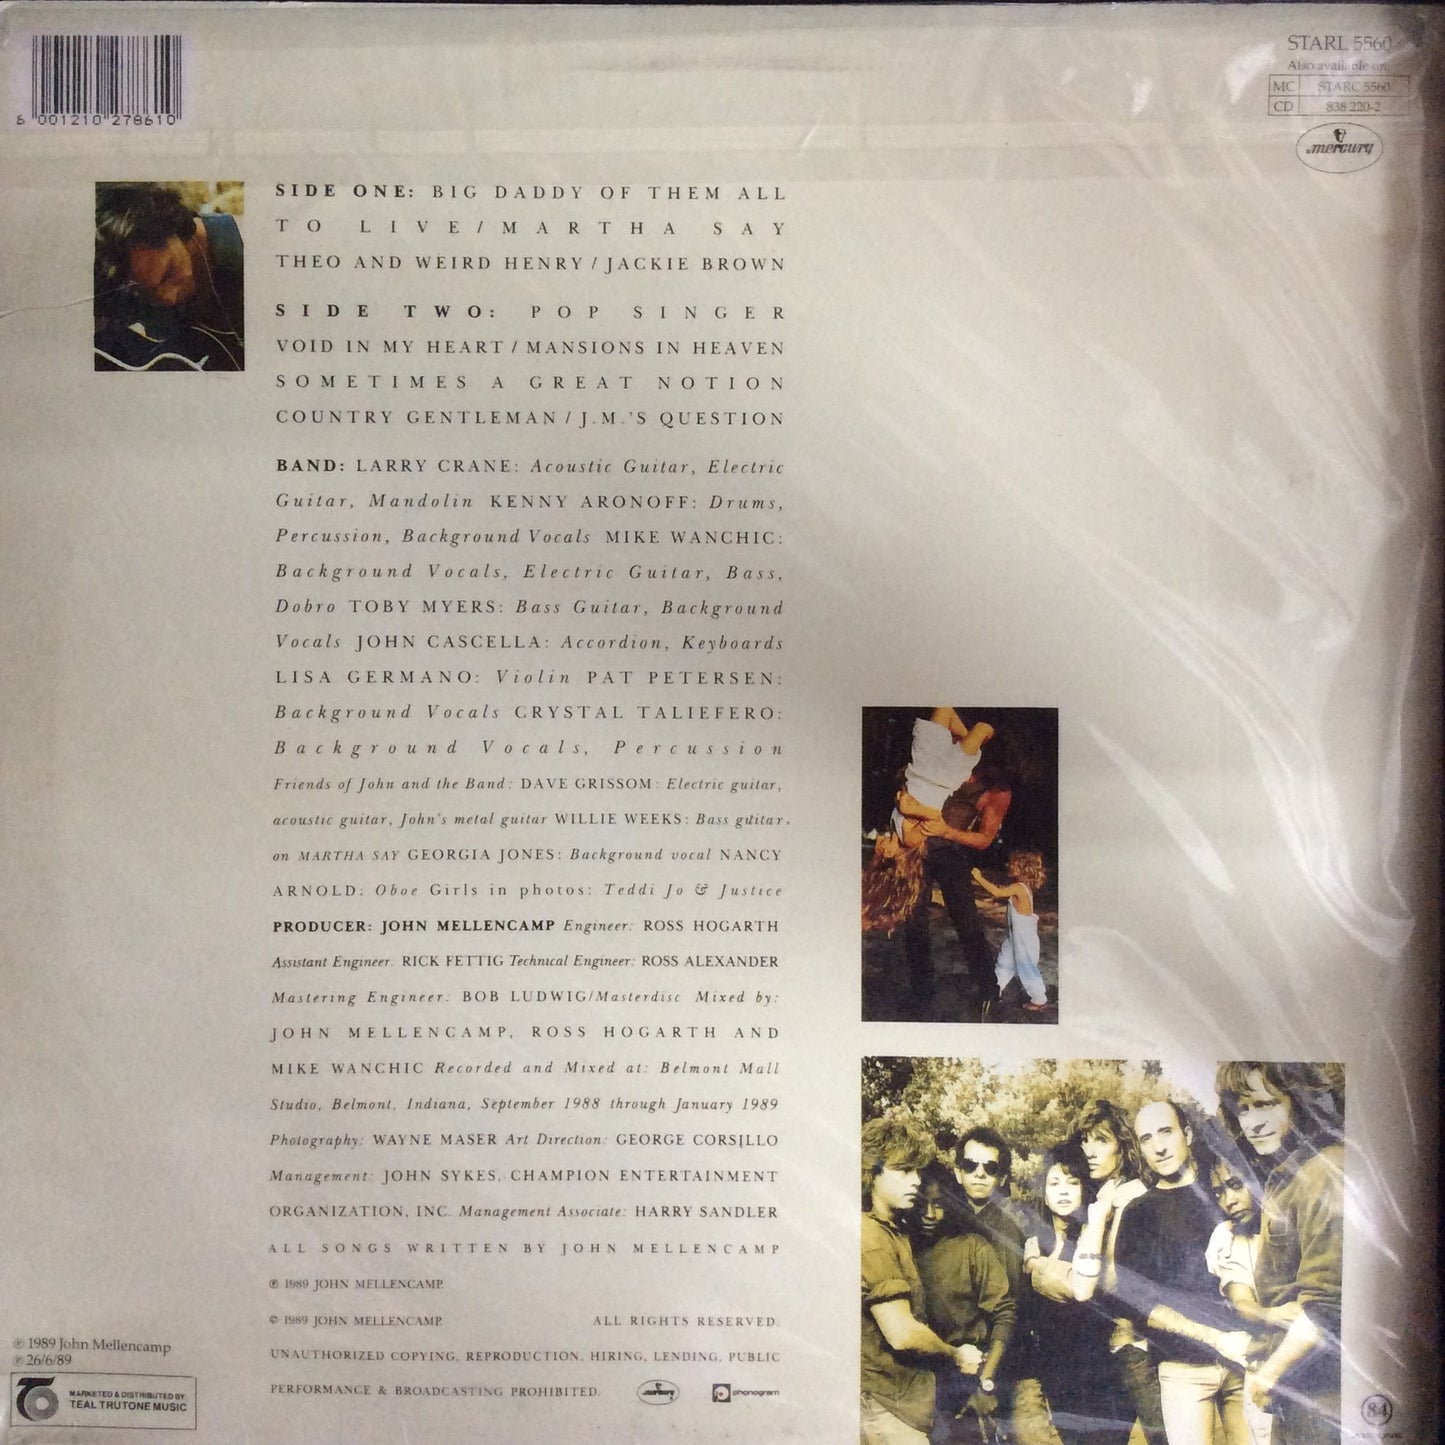 6 001210 278610
STARL 5560
Also available on:
MC STARC 5560
CD 838 220-2
mercury
SIDE ONE: BIG DADDY OF THEM ALL
TO LIVE/MARTHA SAY
THEO AND WEIRD HENRY/JACKIE BROWN
SIDE TWO: POP SINGER
VOID IN MY HEART/MANSIONS IN HEAVEN
SOMETIMES A GREAT NOTION
COUNTRY GENTLEMAN/J.M.'S QUESTION
BAND: LARRY CRANE: Acoustic Guitar, Electric
Guitar, Mandolin KENNY ARONOFF: Drums,
Percussion, Background Vocals MIKE WANCHIC:
Background Vocals, Electric Guitar, Bass,
Dobro TOBY MYERS: Bass Guitar, Background
Vocals JOHN CASCELLA: Accordion, Keyboards
LISA GERMANO: Violin PAT PETERSEN:
Background Vocals CRYSTAL TALIEFERO:
Background Vocals, Percussion
Friends of John and the Band: DAVE GRISSOM: Electric guitar,
acoustic guitar, John's metal guitar WILLIE WEEKS: Bass guitar.
on MARTHA SAY GEORGIA JONES: Background vocal NANCY
ARNOLD: Oboe Girls in photos: Teddi Jo & Justice
PRODUCER: JOHN MELLENCAMP Engineer: ROSS HOGARTH
Assistant Engineer: RICK FETTIG Technical Engineer: ROSS ALEXANDER
Mastering Engineer: BOB LUDWIG/Masterdisc Mixed by:
JOHN MELLENCAMP, ROSS HOGARTH AND
MIKE WANCHIC Recorded and Mixed at: Belmont Mall
Studio, Belmont, Indiana, September 1988 through January 1989
Photography: WAYNE MASER Art Direction: GEORGE CORSILLO
Management: JOHN SYKES, CHAMPION ENTERTAINMENT
ORGANIZATION, INC. Management Associate: HARRY SANDLER
ALL SONGS WRITTEN BY JOHN MELLENCAMP
℗ 1989 JOHN MELLENCAMP.
© 1989 JOHN MELLENCAMP. ALL RIGHTS RESERVED.
UNAUTHORIZED COPYING, REPRODUCTION, HIRING, LENDING, PUBLIC
PERFORMANCE & BROADCASTING PROHIBITED. mercury phonogram
℗ 1989 John Mellencamp
℗ 26/6/89
MARKETED & DISTRIBUTED BY
TEAL TRUTONE MUSIC
84